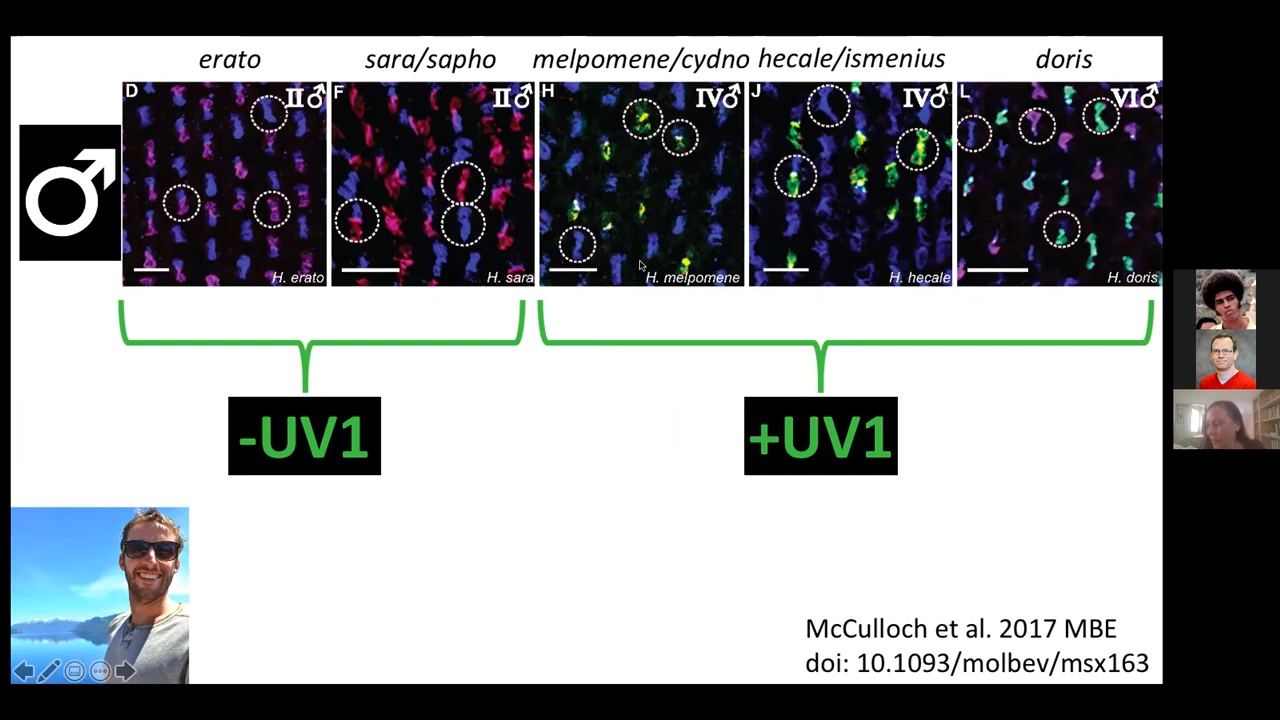 erato
sara/sapho
melpomene/cydno
hecale/ismenius
doris
D
II♂
F
II♂
H
IV♂
J
IV♂
L
VI♂
♂
H. erato
H. sara
H. melpomene
H. hecale
H. doris
-UV1
+UV1
McCulloch et al. 2017 MBE
doi: 10.1093/molbev/msx163